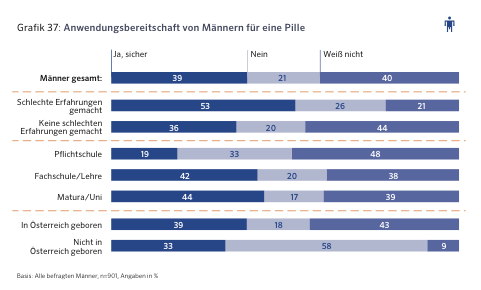 Grafik 37: Anwendungsbereitschaft von Männern für eine Pille
Ja, sicher Nein Weiß nicht
Männer gesamt: 39 21 40
Schlechte Erfahrungen
gemacht 53 26 21
Keine schlechten
Erfahrungen gemacht 36 20 44
Pflichtschule 19 33 48
Fachschule/Lehre 42 20 38
Matura/Uni 44 17 39
In Österreich geboren 39 18 43
Nicht in
Österreich geboren 33 58 9
Basis: Alle befragten Männer, n=901, Angaben in %